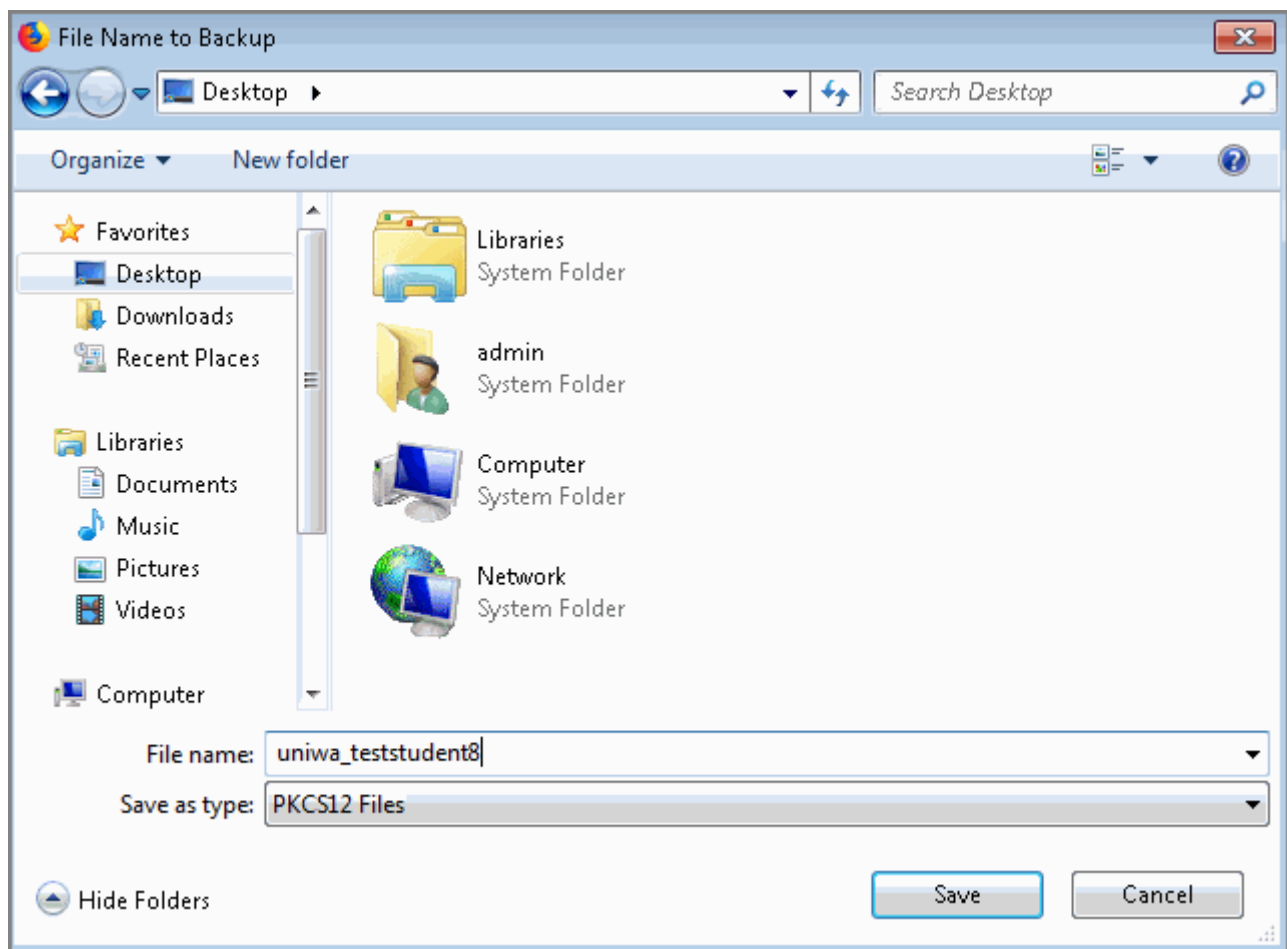 File Name to Backup
Desktop
Search Desktop
Organize
New folder
Favorites
Desktop
Downloads
Recent Places
Libraries
Documents
Music
Pictures
Videos
Computer
Libraries
System Folder
admin
System Folder
Computer
System Folder
Network
System Folder
File name: uniwa_teststudent8
Save as type: PKCS12 Files
Hide Folders
Save
Cancel